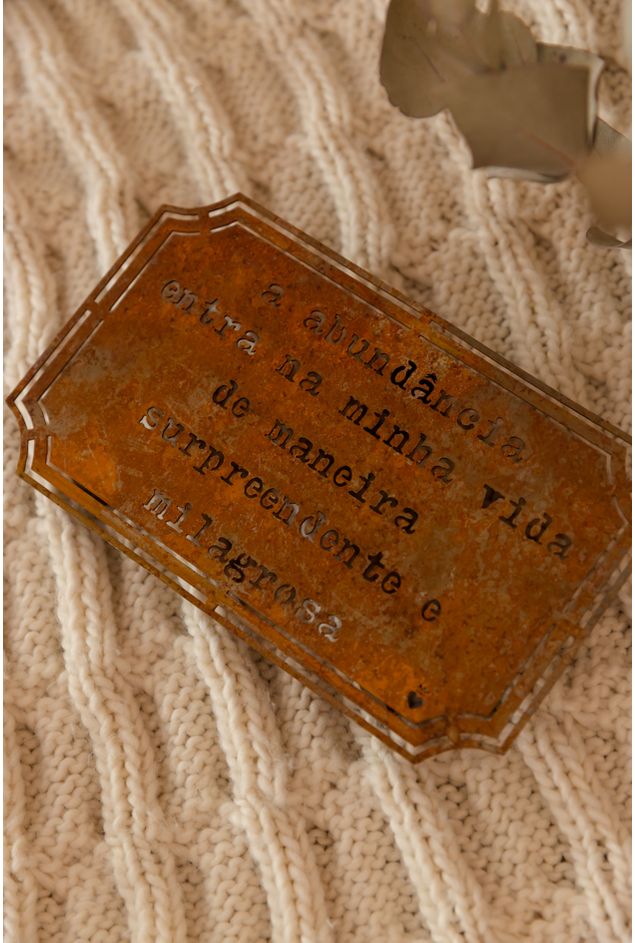 a abundância
entra na minha vida
de maneira
surpreendente e
milagrosa